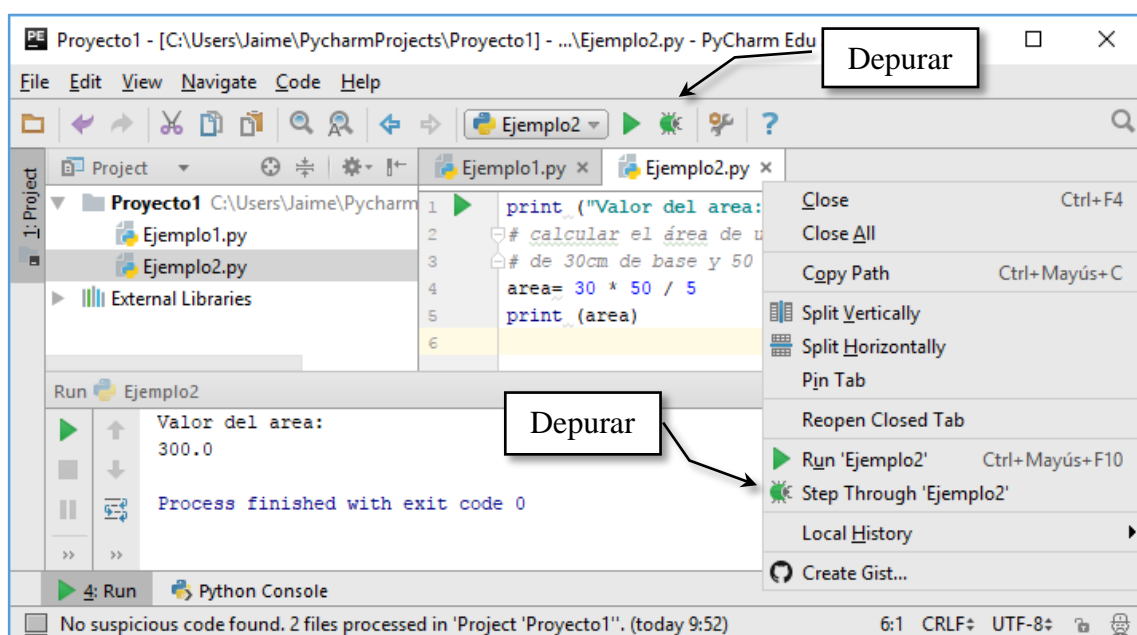 Proyecto1 - [C:\Users\Jaime\PycharmProjects\Proyecto1] - ...\Ejemplo2.py - PyCharm Edu
Depurar
File Edit View Navigate Code Help
Ejemplo2
1: Project
Project
Ejemplo1.py
Ejemplo2.py
Proyecto1 C:\Users\Jaime\Pycharm
Ejemplo1.py
Ejemplo2.py
External Libraries
1 print ("Valor del area:
2 # calcular el área de u
3 # de 30cm de base y 50
4 area= 30 * 50 / 5
5 print (area)
6
Close Ctrl+F4
Close All
Copy Path Ctrl+Mayús+C
Split Vertically
Split Horizontally
Pin Tab
Reopen Closed Tab
Run 'Ejemplo2' Ctrl+Mayús+F10
Step Through 'Ejemplo2'
Local History
Create Gist...
Run Ejemplo2
Valor del area:
300.0
Process finished with exit code 0
Depurar
4: Run Python Console
No suspicious code found. 2 files processed in 'Project 'Proyecto1''. (today 9:52) 6:1 CRLF UTF-8